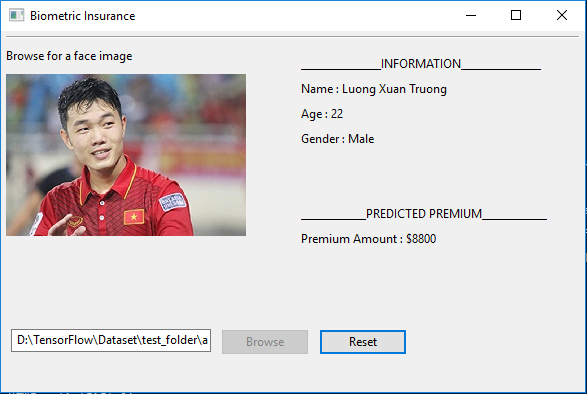 Biometric Insurance
Browse for a face image
____________INFORMATION____________
Name : Luong Xuan Truong
Age : 22
Gender : Male
__________PREDICTED PREMIUM__________
Premium Amount : $8800
D:\TensorFlow\Dataset\test_folder\a
Browse
Reset